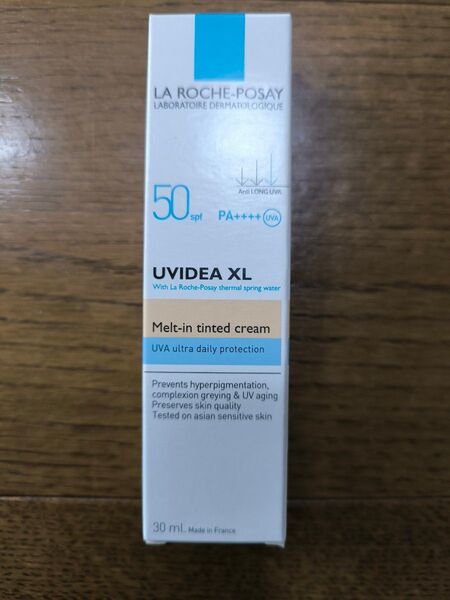 LA ROCHE-POSAY
LABORATOIRE DERMATOLOGIQUE
Anti LONG UVA
50 spf PA++++ UVA
UVIDEA XL
With La Roche-Posay thermal spring water
Melt-in tinted cream
UVA ultra daily protection
Prevents hyperpigmentation,
complexion greying & UV aging
Preserves skin quality
Tested on asian sensitive skin
30 ml. Made in France